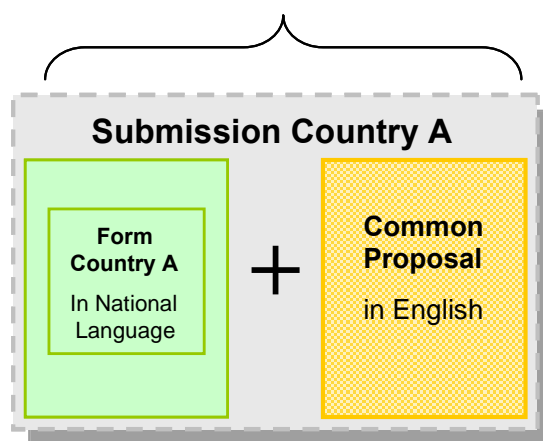 Submission Country A
Form
Country A
In National
Language
+
Common
Proposal
in English